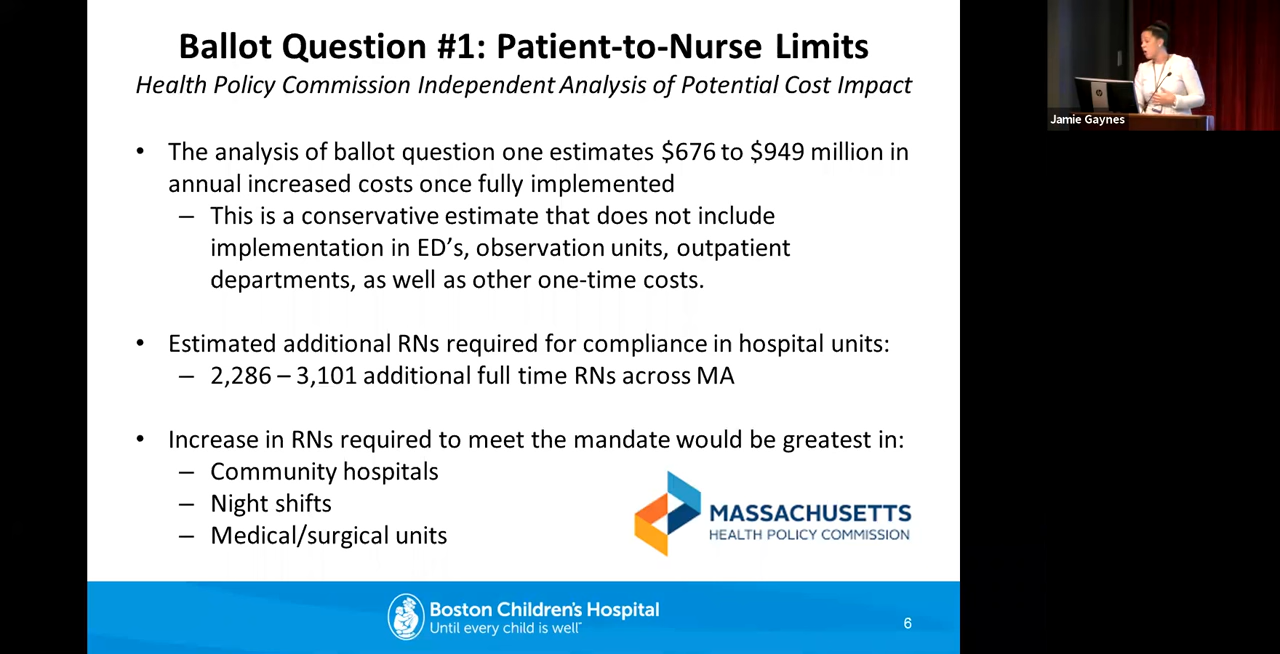 Ballot Question #1: Patient-to-Nurse Limits
Health Policy Commission Independent Analysis of Potential Cost Impact
• The analysis of ballot question one estimates $676 to $949 million in
annual increased costs once fully implemented
– This is a conservative estimate that does not include
implementation in ED’s, observation units, outpatient
departments, as well as other one-time costs.
• Estimated additional RNs required for compliance in hospital units:
– 2,286 – 3,101 additional full time RNs across MA
• Increase in RNs required to meet the mandate would be greatest in:
– Community hospitals
– Night shifts
– Medical/surgical units
MASSACHUSETTS
HEALTH POLICY COMMISSION
Boston Children's Hospital
Until every child is well™
6
Jamie Gaynes
hp